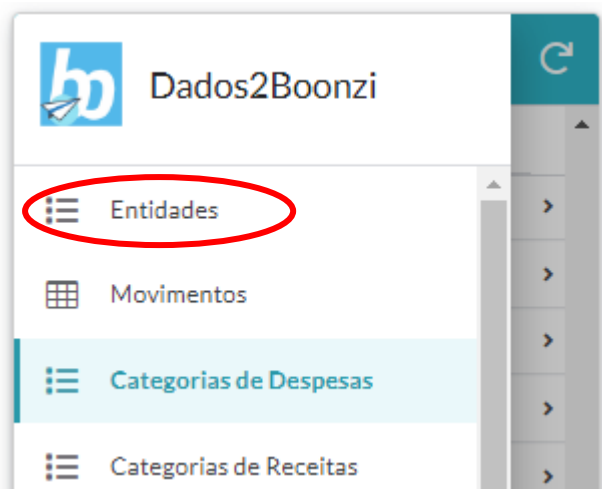 Dados2Boonzi
Entidades
Movimentos
Categorias de Despesas
Categorias de Receitas